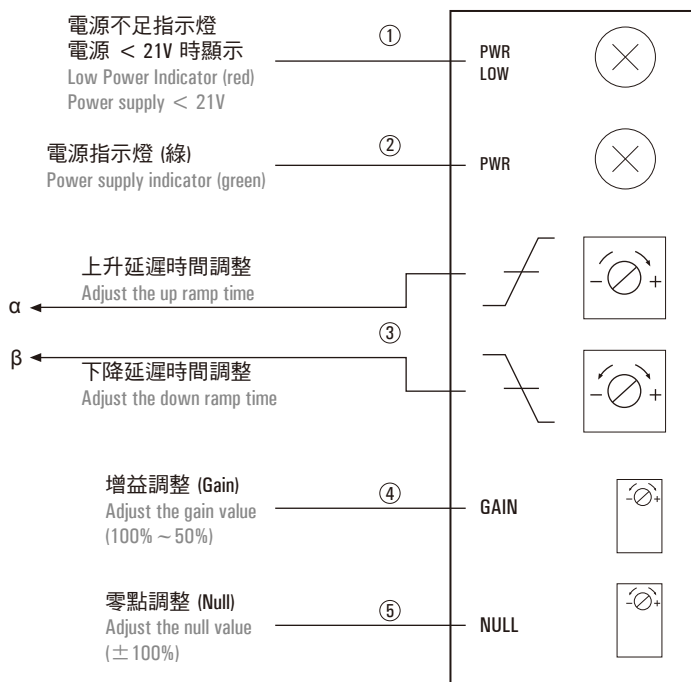 電源不足指示燈
電源 < 21V 時顯示
Low Power Indicator (red)
Power supply < 21V
①
PWR
LOW
電源指示燈 (綠)
Power supply indicator (green)
②
PWR
上升延遲時間調整
Adjust the up ramp time
α
− +
③
β
下降延遲時間調整
Adjust the down ramp time
− +
增益調整 (Gain)
Adjust the gain value
(100% ~ 50%)
④
GAIN
- +
零點調整 (Null)
Adjust the null value
(±100%)
⑤
NULL
- +